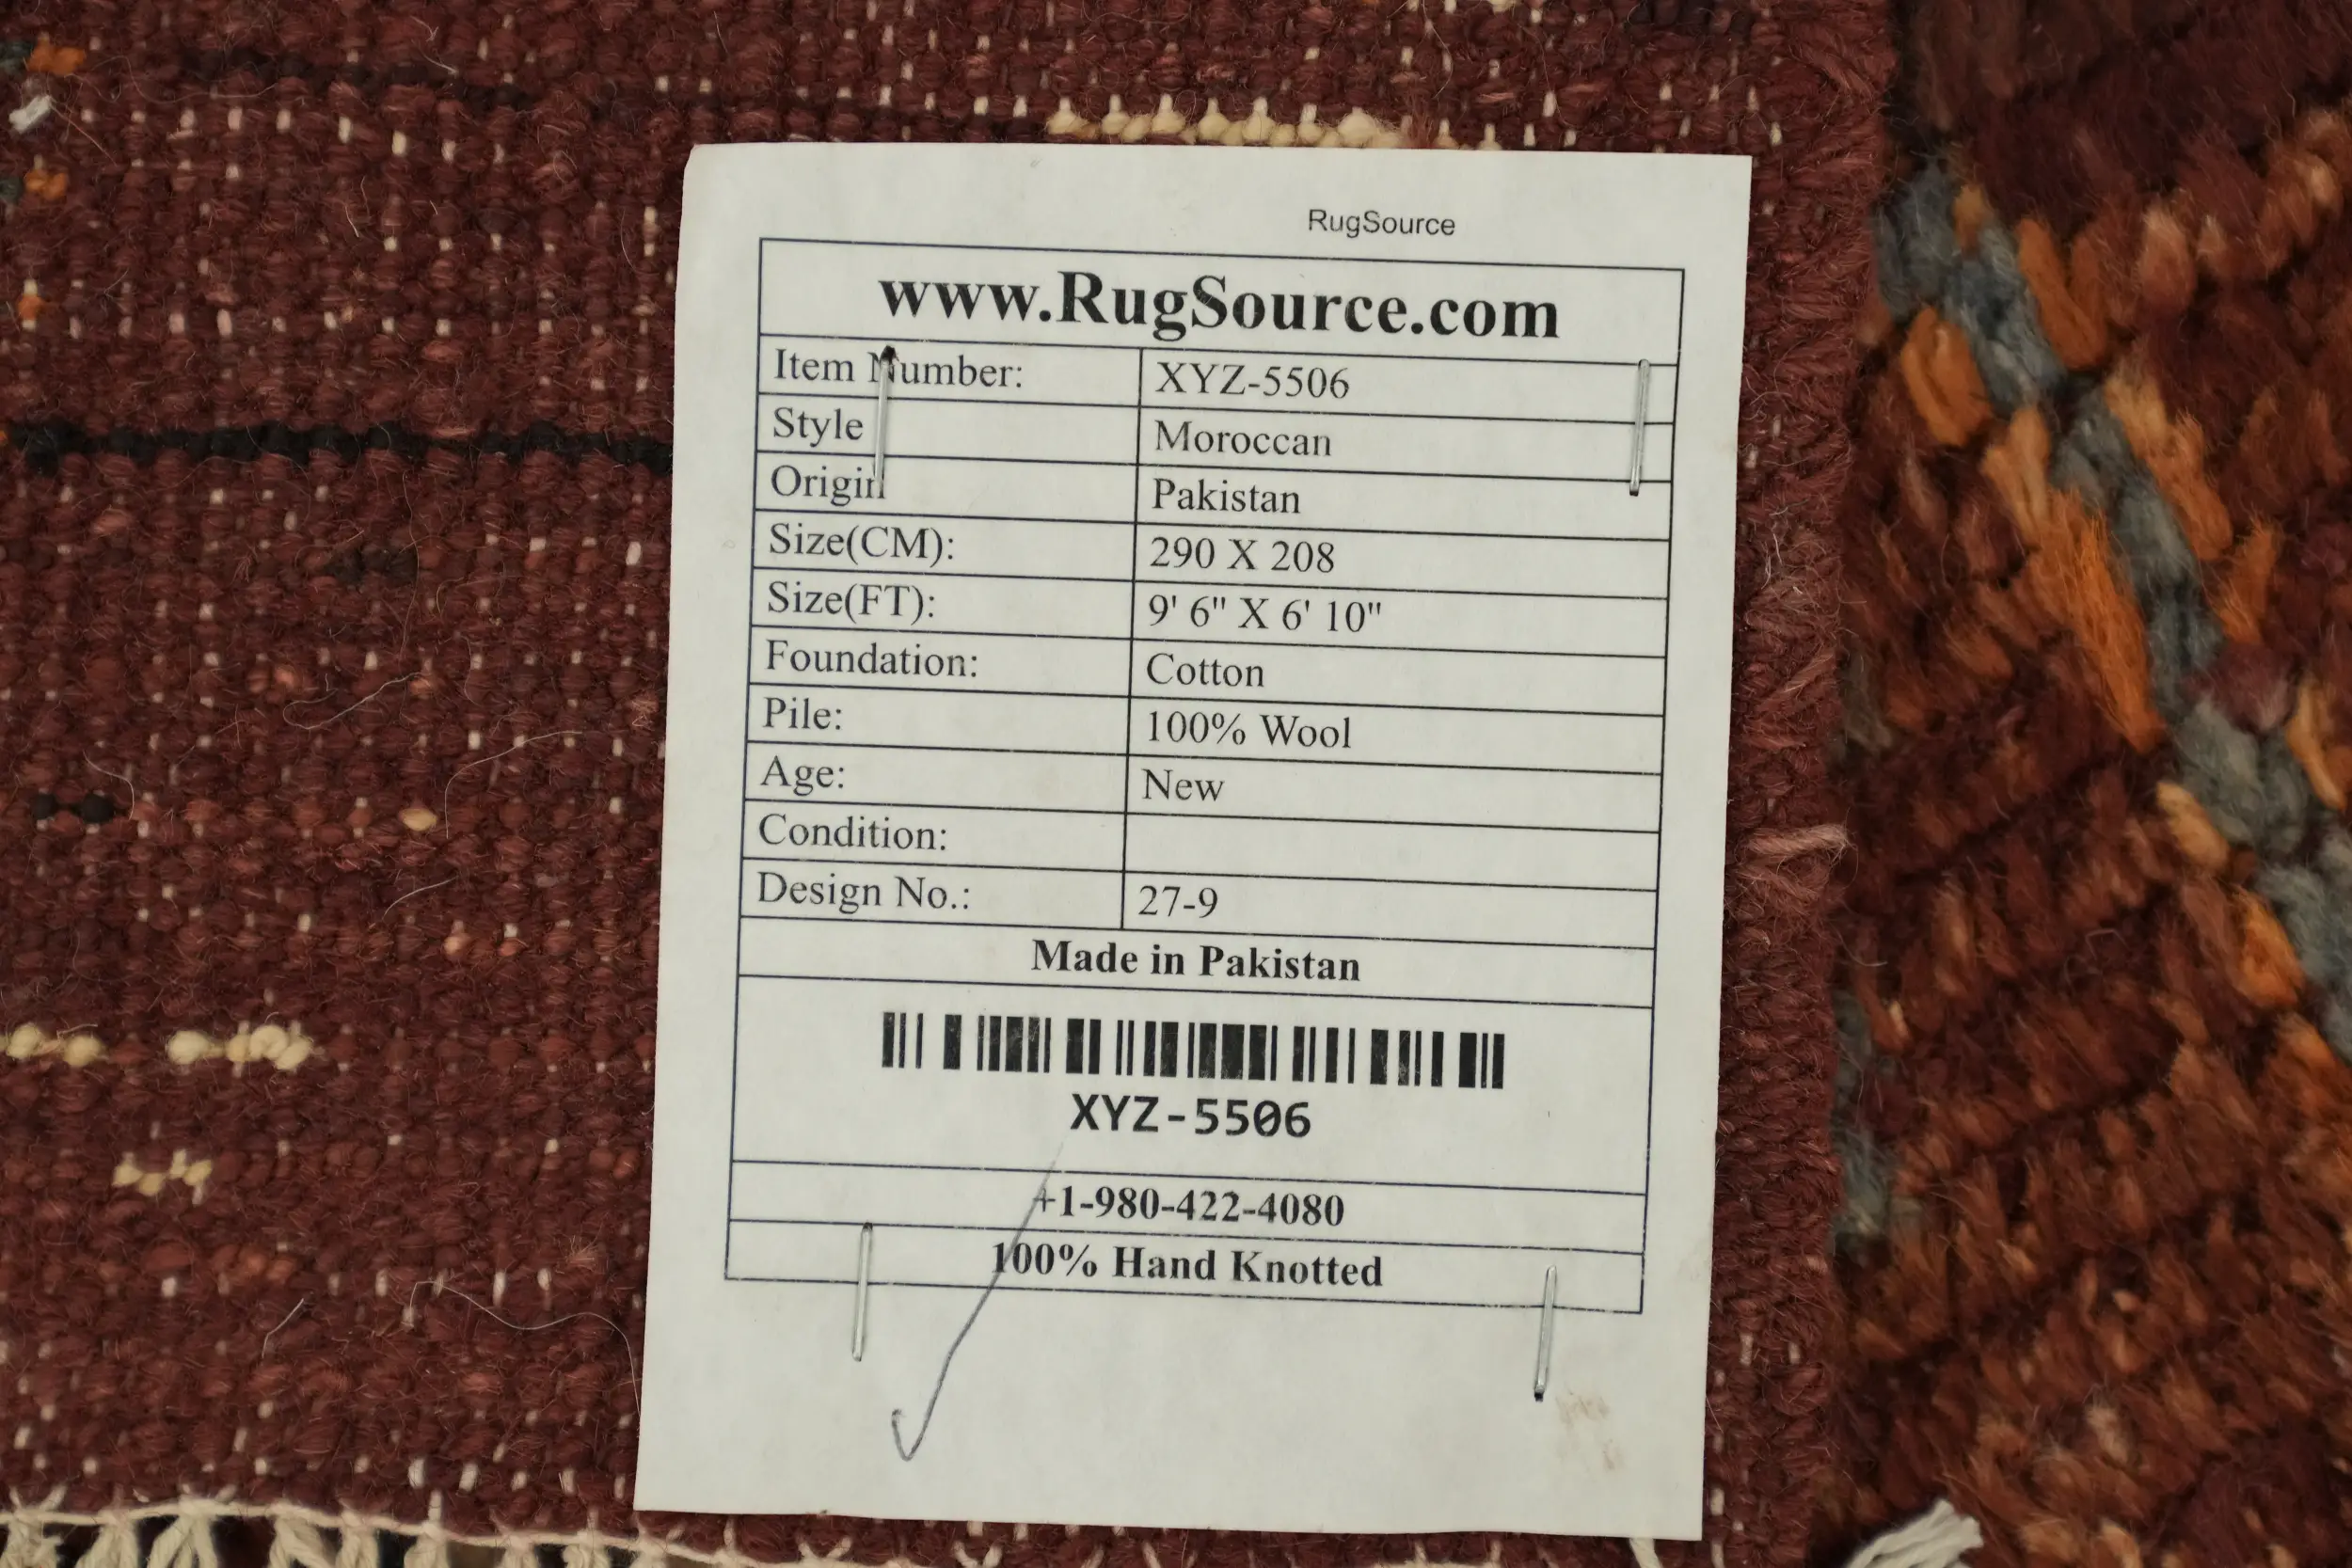 RugSource
www.RugSource.com
Item Number: XYZ-5506
Style Moroccan
Origin Pakistan
Size(CM): 290 X 208
Size(FT): 9' 6" X 6' 10"
Foundation: Cotton
Pile: 100% Wool
Age: New
Condition:
Design No.: 27-9
Made in Pakistan
XYZ-5506
+1-980-422-4080
100% Hand Knotted